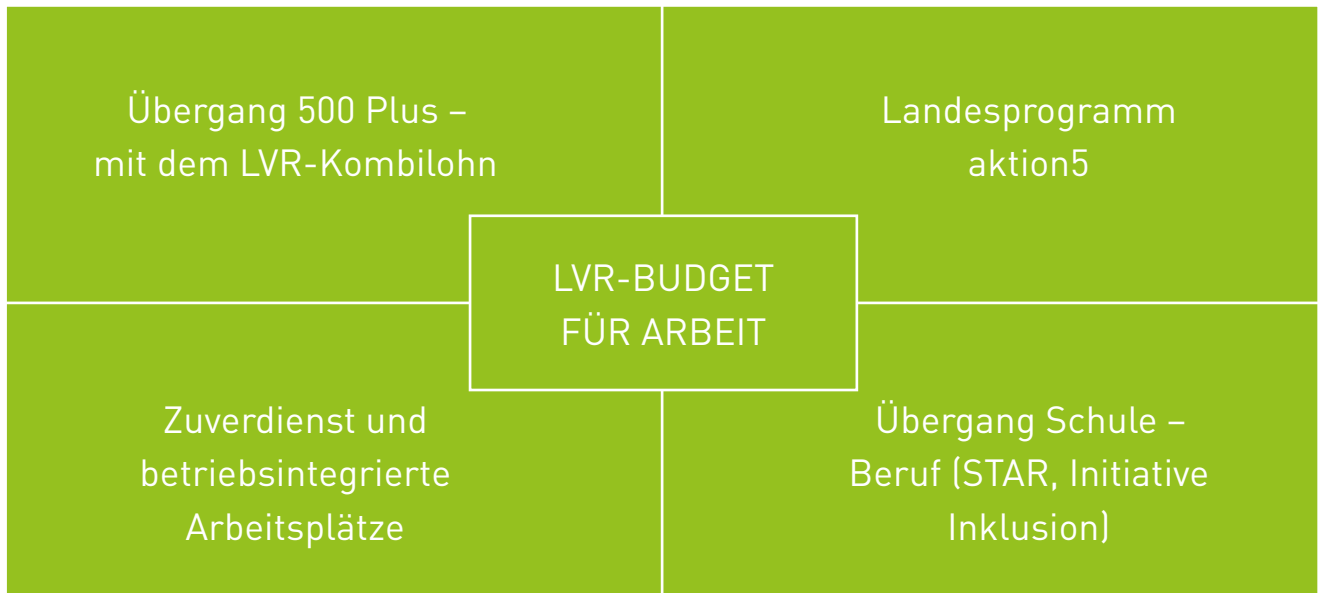 Übergang 500 Plus –
mit dem LVR-Kombilohn
Landesprogramm
aktion5
LVR-BUDGET
FÜR ARBEIT
Zuverdienst und
betriebsintegrierte
Arbeitsplätze
Übergang Schule –
Beruf (STAR, Initiative
Inklusion)